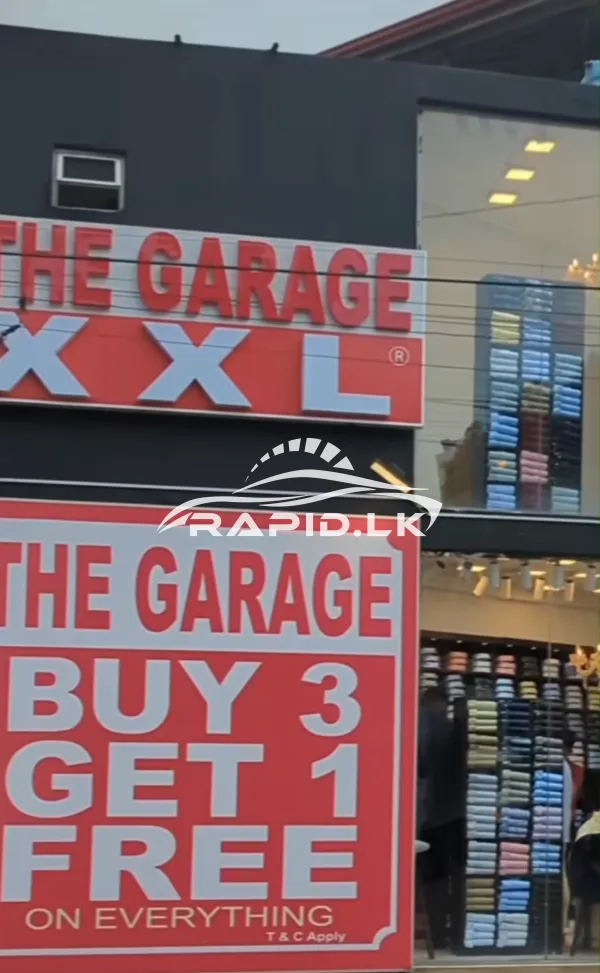 THE GARAGE
XXL®
RAPID.LK
THE GARAGE
BUY 3
GET 1
FREE
ON EVERYTHING
T & C Apply